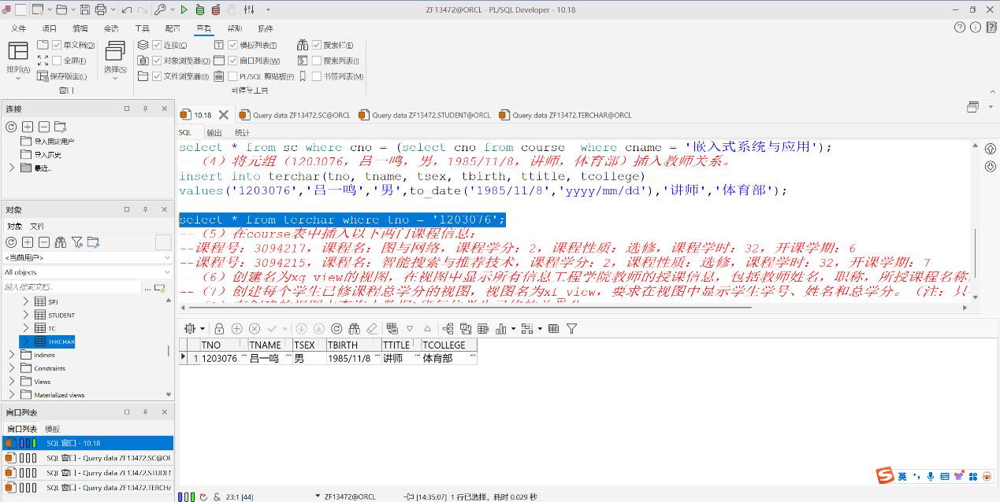 ZF13472@ORCL - PL/SQL Developer - 10.18
文件 项目 编辑 会话 工具 配置 查看 帮助 插件
排列(A)
单文档(D)
全屏(F)
保存版面(L)
选择(S)
窗口
连接(C)
对象浏览器(O)
文件浏览器(B)
模板列表(T)
窗口列表(W)
PL/SQL 剪贴板(P)
搜索栏(E)
搜索列表(I)
书签列表(M)
可停靠工具
连接
导入固定用户
导入历史
最近..
对象
对象 文件
<当前用户>
All objects
输入搜索文档..
...
SPJ
STUDENT
TC
TERCHAR
Indexes
Constraints
Views
Materialized views
窗口列表
窗口列表 模板
SQL 窗口 - 10.18
SQL 窗口 - Query data ZF13472.SC@OF
SQL 窗口 - Query data ZF13472.STUDEN
SQL 窗口 - Query data ZF13472.TERCHA
10.18
Query data ZF13472.SC@ORCL
Query data ZF13472.STUDENT@ORCL
Query data ZF13472.TERCHAR@ORCL
SQL 输出 统计
select * from sc where cno = (select cno from course where cname = '嵌入式系统与应用');
-- （4）将元组（1203076，吕一鸣，男，1985/11/8，讲师，体育部）插入教师关系。
insert into terchar(tno, tname, tsex, tbirth, ttitle, tcollege)
values('1203076','吕一鸣','男',to_date('1985/11/8','yyyy/mm/dd'),'讲师','体育部');
select * from terchar where tno = '1203076';
-- （5）在course表中插入以下两门课程信息：
--课程号：3094217，课程名：图与网络，课程学分：2，课程性质：选修，课程学时：32，开课学期：6
--课程号：3094215，课程名：智能搜索与推荐技术，课程学分：2，课程性质：选修，课程学时：32，开课学期：7
-- （6）创建名为xg_view的视图，在视图中显示所有信息工程学院教师的授课信息，包括教师姓名，职称，所授课程名称
-- （7）创建每个学生已修课程总学分的视图，视图名为xf_view，要求在视图中显示学生学号、姓名和总学分。（注：只
TNO TNAME TSEX TBIRTH TTITLE TCOLLEGE
1 1203076 ··· 吕一鸣 ··· 男 1985/11/8 ··· 讲师 ··· 体育部 ···
英
23:1 [44]
ZF13472@ORCL
[14:35:07] 1 行已选择，耗时 0.029 秒